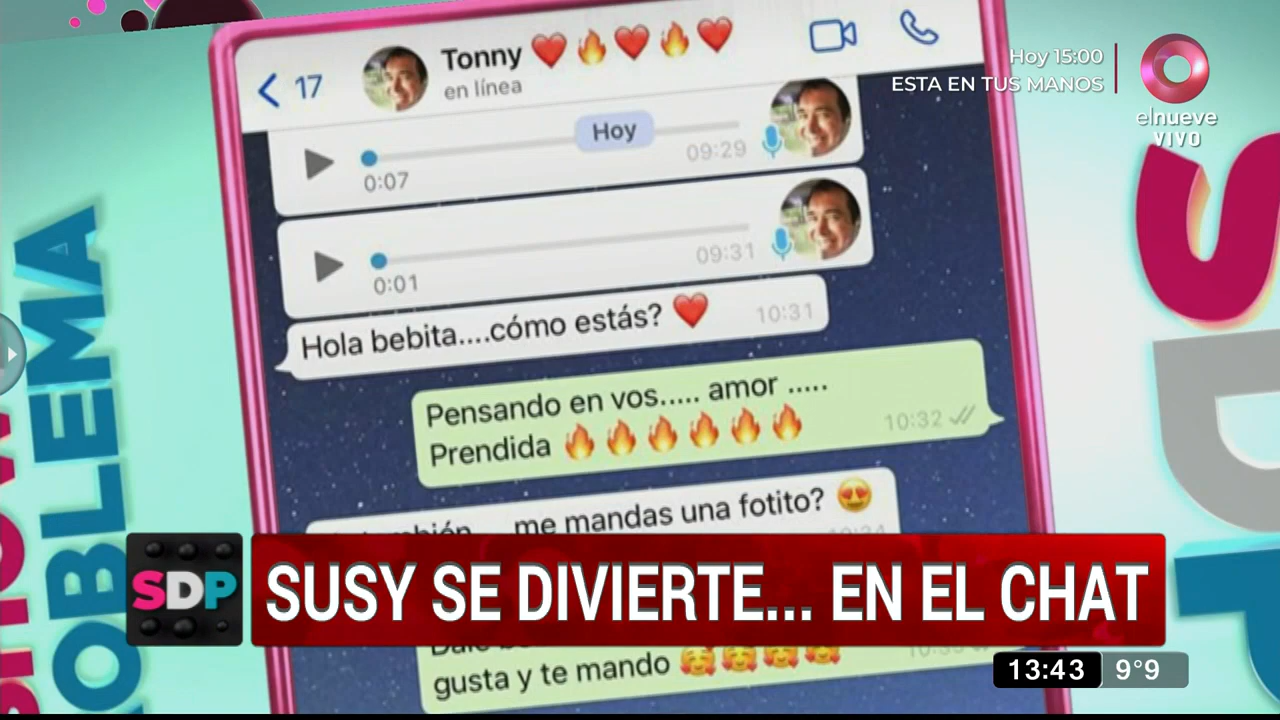 Tonny ❤️🔥❤️🔥❤️
17
en línea
Hoy 15:00
ESTA EN TUS MANOS
elnueve
VIVO
Hoy
09:29
0:07
09:31
0:01
Hola bebita....cómo estás? ❤️ 10:31
Pensando en vos..... amor .....
Prendida 🔥🔥🔥🔥🔥🔥 10:32
me mandas una fotito? 😍
SDP
SUSY SE DIVIERTE... EN EL CHAT
gusta y te mando 🥰🥰🥰🥰
13:43 9°9
OBLEMA
SDP